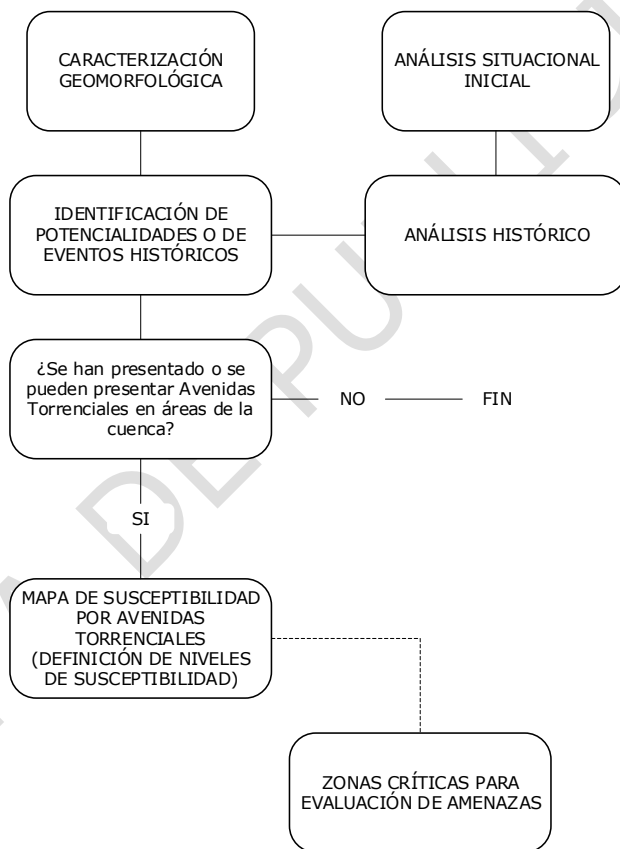 CARACTERIZACIÓN
GEOMORFOLÓGICA
ANÁLISIS SITUACIONAL
INICIAL
IDENTIFICACIÓN DE
POTENCIALIDADES O DE
EVENTOS HISTÓRICOS
ANÁLISIS HISTÓRICO
¿Se han presentado o se
pueden presentar Avenidas
Torrenciales en áreas de la
cuenca?
NO
FIN
SI
MAPA DE SUSCEPTIBILIDAD
POR AVENIDAS
TORRENCIALES
(DEFINICIÓN DE NIVELES
DE SUSCEPTIBILIDAD)
ZONAS CRÍTICAS PARA
EVALUACIÓN DE AMENAZAS